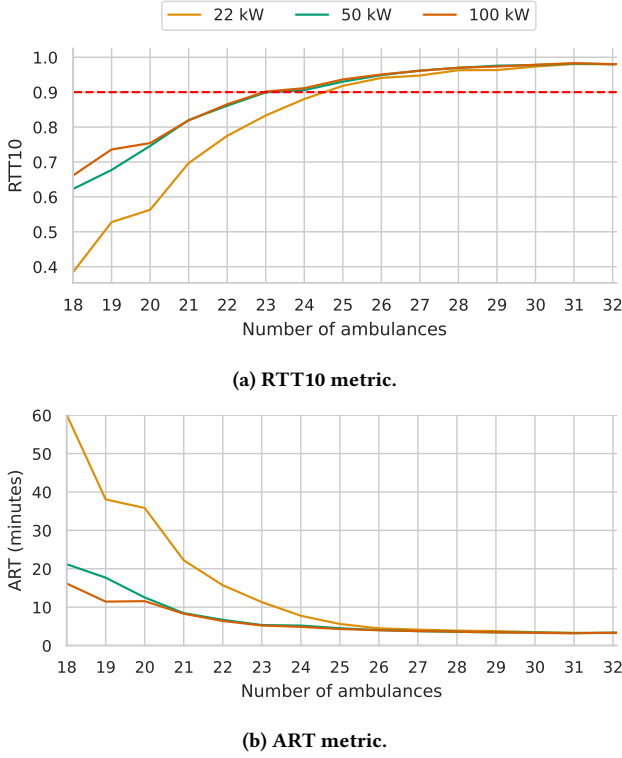 22 kW 50 kW 100 kW
1.0
0.9
0.8
0.7
0.6
0.5
0.4
RTT10
18 19 20 21 22 23 24 25 26 27 28 29 30 31 32
Number of ambulances
(a) RTT10 metric.
60
50
40
30
20
10
0
ART (minutes)
18 19 20 21 22 23 24 25 26 27 28 29 30 31 32
Number of ambulances
(b) ART metric.